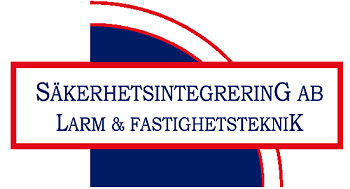 SÄKERHETSINTEGRERING AB
LARM & FASTIGHETSTEKNIK